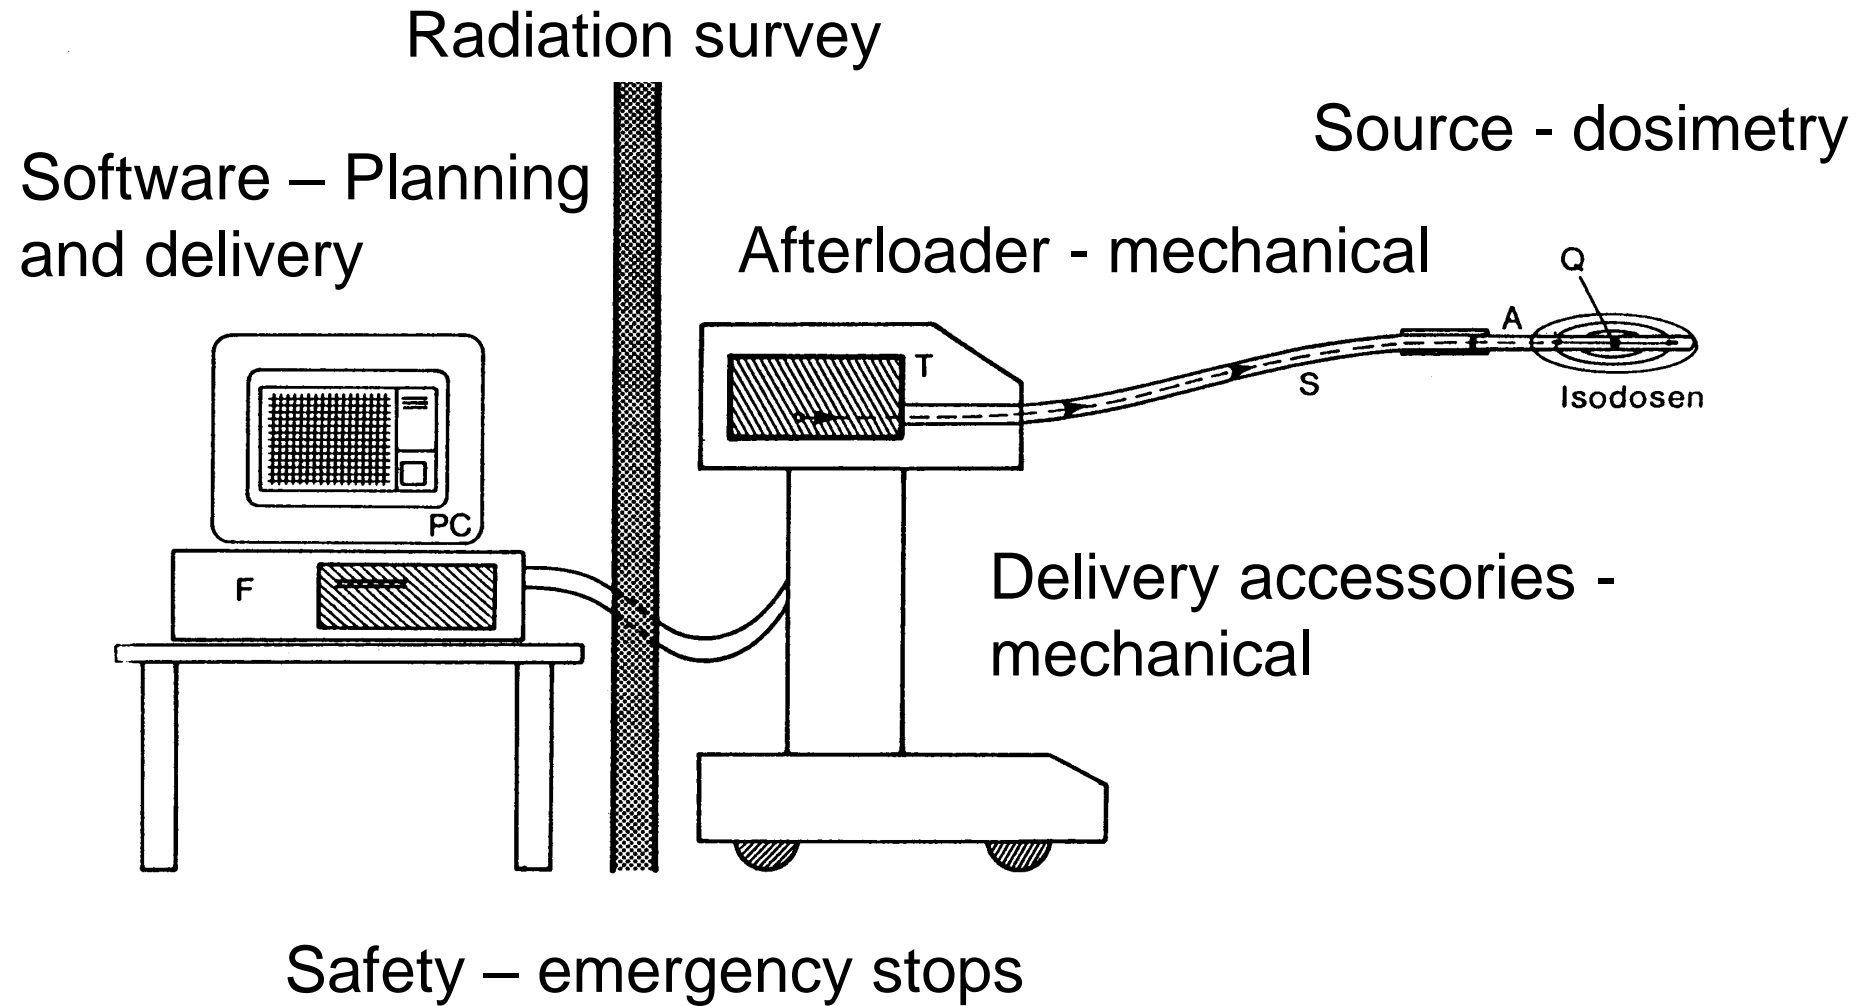 Radiation survey
Source - dosimetry
Software – Planning
and delivery
Afterloader - mechanical
Q
A
T
S
Isodosen
PC
F
Delivery accessories -
mechanical
Safety – emergency stops